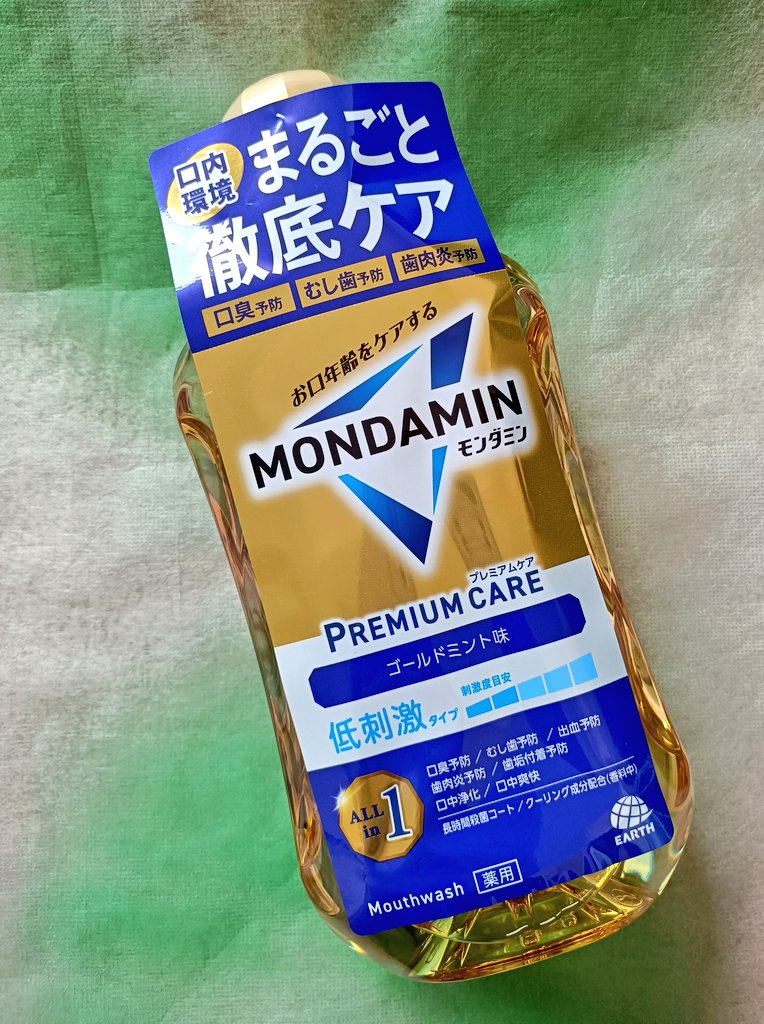 口内
環境
まるごと
徹底ケア
口臭予防 むし歯予防 歯肉炎予防
お口年齢をケアする
MONDAMIN
モンダミン
プレミアムケア
PREMIUM CARE
ゴールドミント味
低刺激タイプ 刺激度目安
ALL
in 1
口臭予防 / むし歯予防 / 出血予防
歯肉炎予防 / 歯垢付着予防
口中浄化 / 口中爽快
長時間殺菌コート / クーリング成分配合(香料中)
EARTH
Mouthwash 薬用